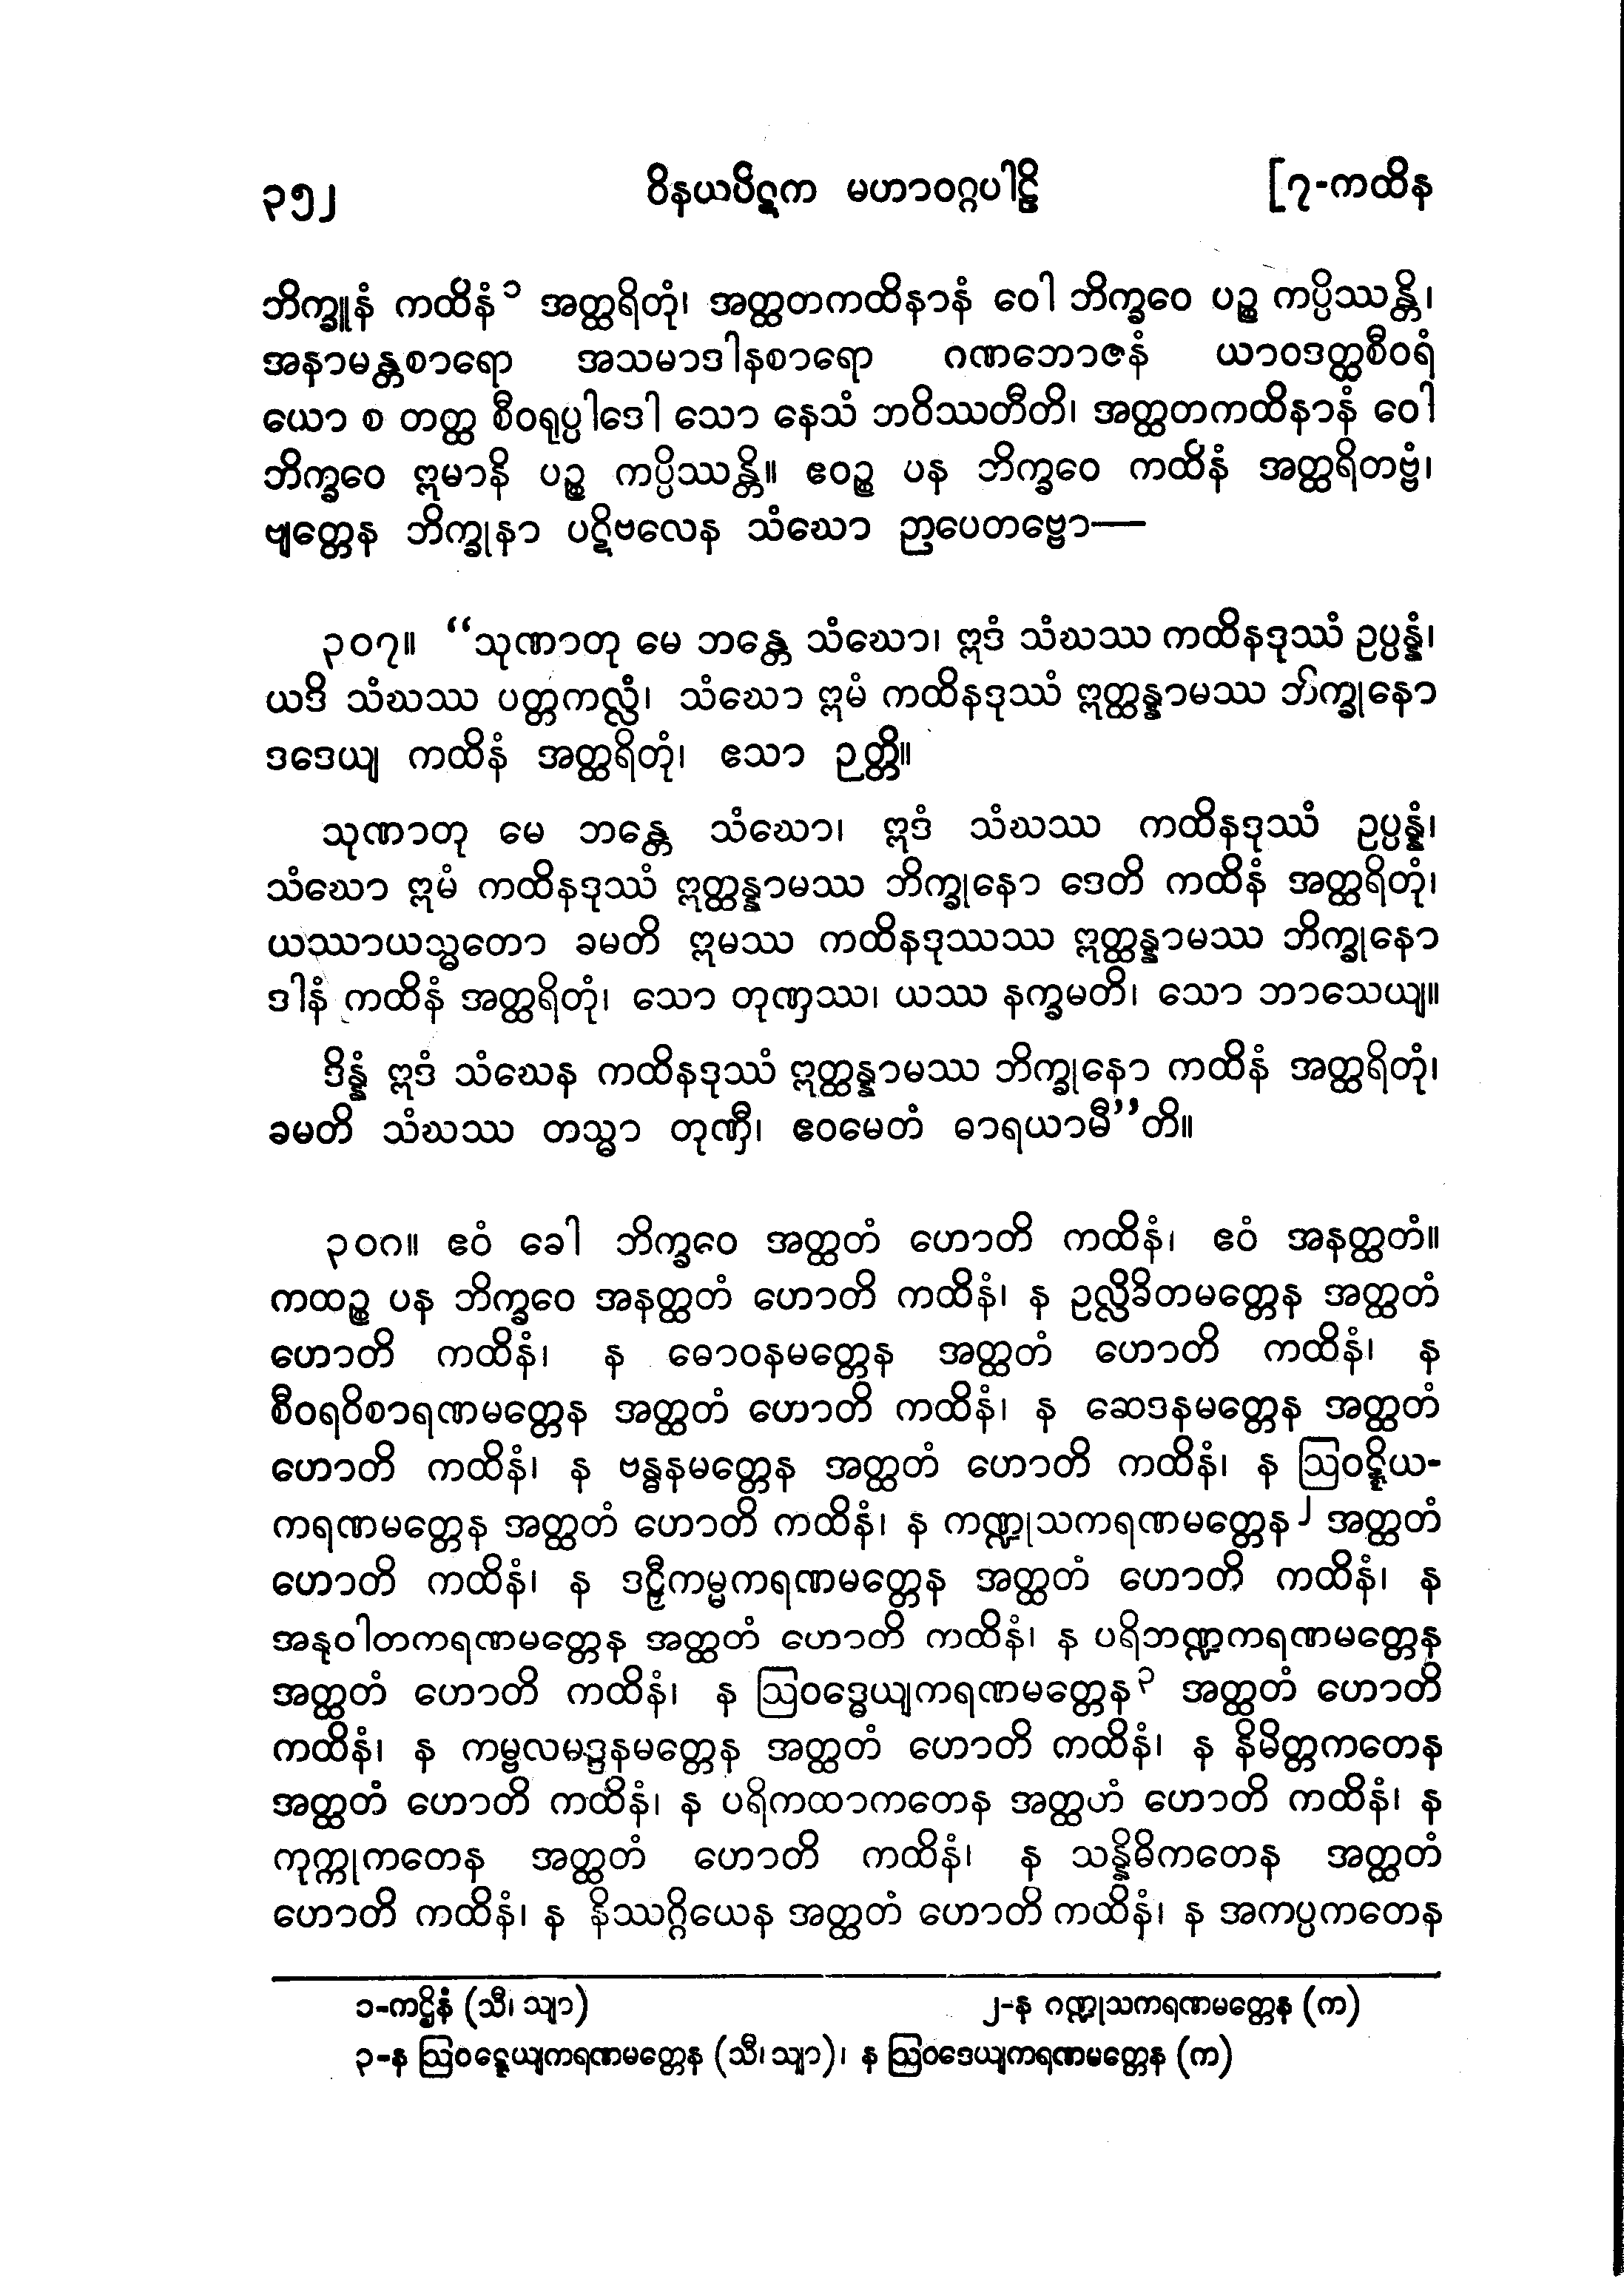 ၃၅၂ ဝိနယပိဋက မဟာဝဂ္ဂပါဠိ [၇-ကထိန
ဘိက္ခူနံ ကထိနံ၁ အတ္ထရိတုံ၊ အတ္ထတကထိနာနံ ဝေါ ဘိက္ခဝေ ပဉ္စ ကပ္ပိဿန္တိ၊
အနာမန္တစာရော အသမာဒါနစာရော ဂဏဘောဇနံ ယာဝဒတ္ထစီဝရံ
ယော စ တတ္ထ စီဝရုပ္ပါဒေါ သော နေသံ ဘဝိဿတီတိ၊ အတ္ထတကထိနာနံ ဝေါ
ဘိက္ခဝေ ဣမာနိ ပဉ္စ ကပ္ပိဿန္တိ။ ဧဝဉ္စ ပန ဘိက္ခဝေ ကထိနံ အတ္ထရိတဗ္ဗံ၊
ဗျတ္တေန ဘိက္ခုနာ ပဋိဗလေန သံဃော ဉာပေတဗ္ဗော—
၃၀၇။ “သုဏာတု မေ ဘန္တေ သံဃော၊ ဣဒံ သံဃဿ ကထိနဒုဿံ ဥပ္ပန္နံ၊
ယဒိ သံဃဿ ပတ္တကလ္လံ၊ သံဃော ဣမံ ကထိနဒုဿံ ဣတ္ထန္နာမဿ ဘိက္ခုနော
ဒဒေယျ ကထိနံ အတ္ထရိတုံ၊ ဧသာ ဉတ္တိ။
သုဏာတု မေ ဘန္တေ သံဃော၊ ဣဒံ သံဃဿ ကထိနဒုဿံ ဥပ္ပန္နံ၊
သံဃော ဣမံ ကထိနဒုဿံ ဣတ္ထန္နာမဿ ဘိက္ခုနော ဒေတိ ကထိနံ အတ္ထရိတုံ၊
ယဿာယသ္မတော ခမတိ ဣမဿ ကထိနဒုဿဿ ဣတ္ထန္နာမဿ ဘိက္ခုနော
ဒါနံ ကထိနံ အတ္ထရိတုံ၊ သော တုဏှဿ၊ ယဿ နက္ခမတိ၊ သော ဘာသေယျ။
ဒိန္နံ ဣဒံ သံဃေန ကထိနဒုဿံ ဣတ္ထန္နာမဿ ဘိက္ခုနော ကထိနံ အတ္ထရိတုံ၊
ခမတိ သံဃဿ တသ္မာ တုဏှီ၊ ဧဝမေတံ ဓာရယာမီ”တိ။
၃၀၈။ ဧဝံ ခေါ ဘိက္ခဝေ အတ္ထတံ ဟောတိ ကထိနံ၊ ဧဝံ အနတ္ထတံ။
ကထဉ္စ ပန ဘိက္ခဝေ အနတ္ထတံ ဟောတိ ကထိနံ၊ န ဥလ္လိခိတမတ္တေန အတ္ထတံ
ဟောတိ ကထိနံ၊ န ဓောဝနမတ္တေန အတ္ထတံ ဟောတိ ကထိနံ၊ န
စီဝရဝိစာရဏမတ္တေန အတ္ထတံ ဟောတိ ကထိနံ၊ န ဆေဒနမတ္တေန အတ္ထတံ
ဟောတိ ကထိနံ၊ န ဗန္ဓနမတ္တေန အတ္ထတံ ဟောတိ ကထိနံ၊ န ဩဝဋ္ဋိယ-
ကရဏမတ္တေန အတ္ထတံ ဟောတိ ကထိနံ၊ န ကဏ္ဍုသကရဏမတ္တေန၂ အတ္ထတံ
ဟောတိ ကထိနံ၊ န ဒဠှီကမ္မကရဏမတ္တေန အတ္ထတံ ဟောတိ ကထိနံ၊ န
အနုဝါတကရဏမတ္တေန အတ္ထတံ ဟောတိ ကထိနံ၊ န ပရိဘဏ္ဍကရဏမတ္တေန
အတ္ထတံ ဟောတိ ကထိနံ၊ န ဩဝဒ္ဓေယျကရဏမတ္တေန၃ အတ္ထတံ ဟောတိ
ကထိနံ၊ န ကမ္ဗလမဒ္ဒနမတ္တေန အတ္ထတံ ဟောတိ ကထိနံ၊ န နိမိတ္တကတေန
အတ္ထတံ ဟောတိ ကထိနံ၊ န ပရိကထာကတေန အတ္ထဟံ ဟောတိ ကထိနံ၊ န
ကုက္ကုကတေန အတ္ထတံ ဟောတိ ကထိနံ၊ န သန္နိဓိကတေန အတ္ထတံ
ဟောတိ ကထိနံ၊ န နိဿဂ္ဂိယေန အတ္ထတံ ဟောတိ ကထိနံ၊ န အကပ္ပကတေန
၁-ကဌိနံ (သီ၊ သျာ) ၂-န ဂဏ္ဍုသကရဏမတ္တေန (က)
၃-န ဩဝဋ္ဋေယျကရဏမတ္တေန (သီ၊ သျာ)၊ န ဩဝဒေယျကရဏမတ္တေန (က)